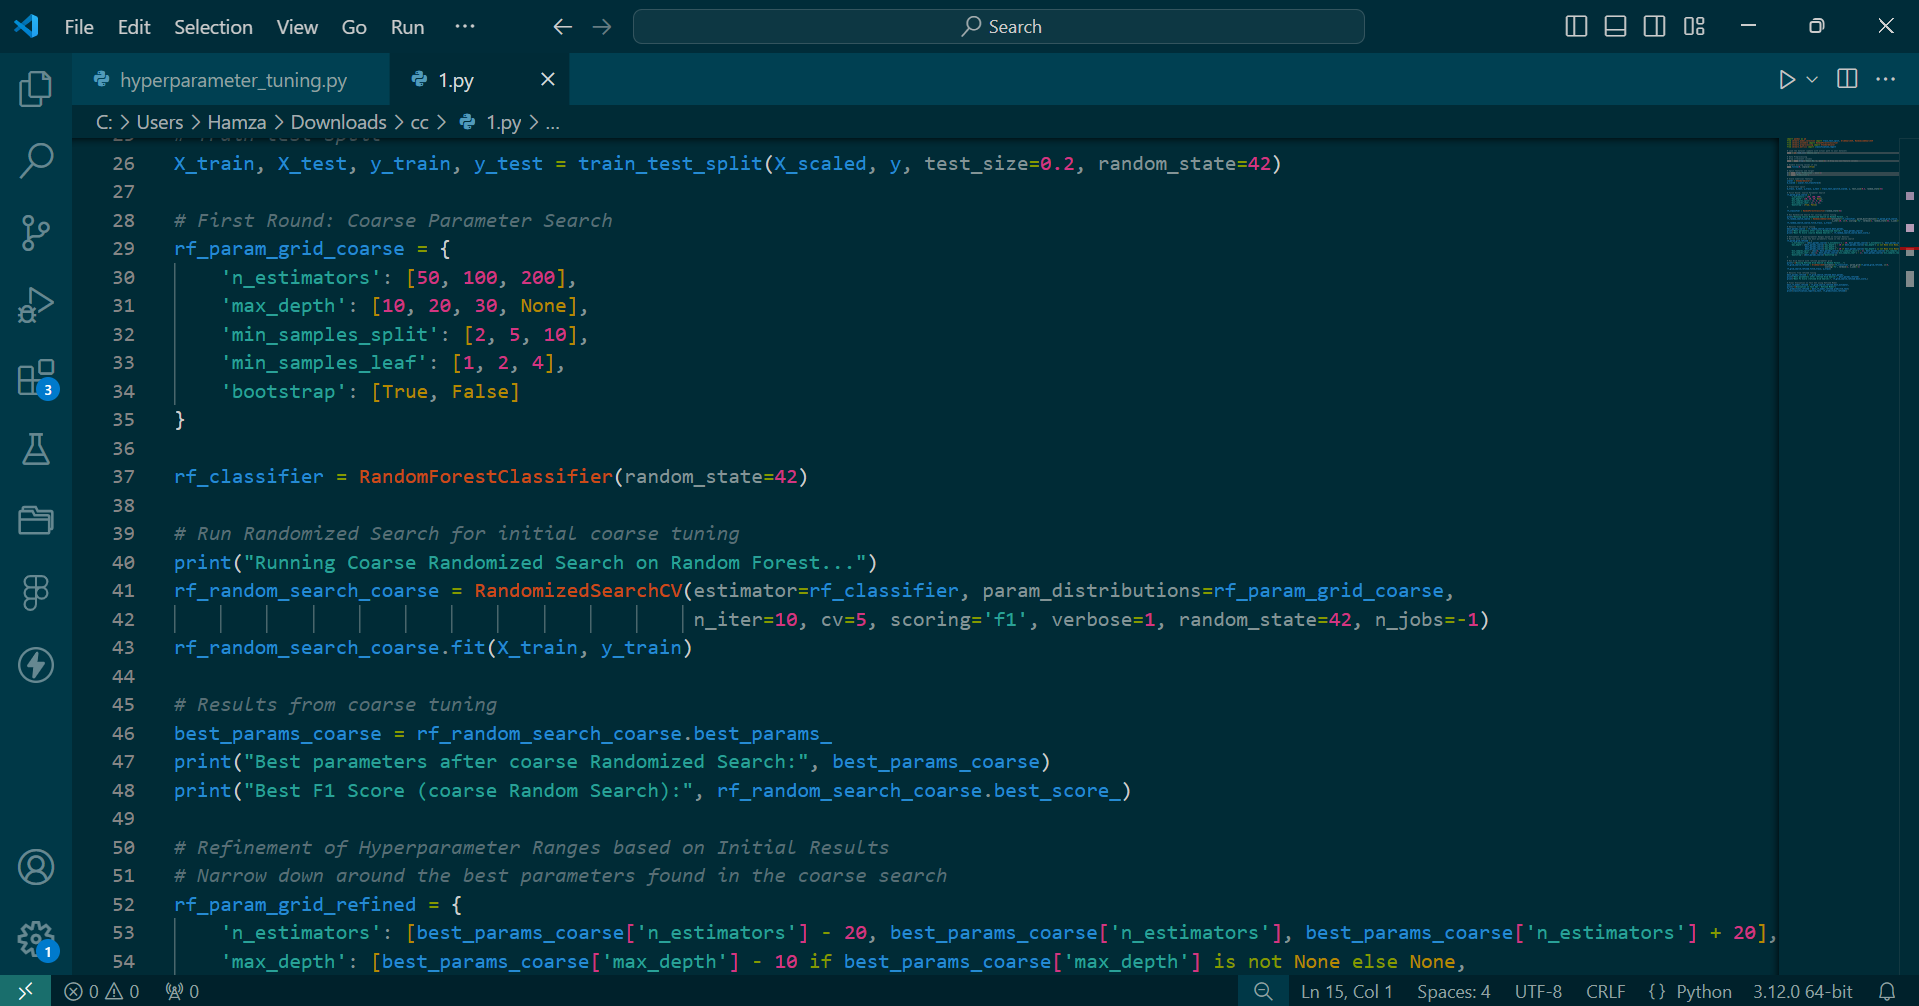 File Edit Selection View Go Run ··· Search
hyperparameter_tuning.py 1.py
C: > Users > Hamza > Downloads > cc > 1.py > ...
26 X_train, X_test, y_train, y_test = train_test_split(X_scaled, y, test_size=0.2, random_state=42)
27
28 # First Round: Coarse Parameter Search
29 rf_param_grid_coarse = {
30     'n_estimators': [50, 100, 200],
31     'max_depth': [10, 20, 30, None],
32     'min_samples_split': [2, 5, 10],
33     'min_samples_leaf': [1, 2, 4],
34     'bootstrap': [True, False]
35 }
36
37 rf_classifier = RandomForestClassifier(random_state=42)
38
39 # Run Randomized Search for initial coarse tuning
40 print("Running Coarse Randomized Search on Random Forest...")
41 rf_random_search_coarse = RandomizedSearchCV(estimator=rf_classifier, param_distributions=rf_param_grid_coarse,
42                                              n_iter=10, cv=5, scoring='f1', verbose=1, random_state=42, n_jobs=-1)
43 rf_random_search_coarse.fit(X_train, y_train)
44
45 # Results from coarse tuning
46 best_params_coarse = rf_random_search_coarse.best_params_
47 print("Best parameters after coarse Randomized Search:", best_params_coarse)
48 print("Best F1 Score (coarse Random Search):", rf_random_search_coarse.best_score_)
49
50 # Refinement of Hyperparameter Ranges based on Initial Results
51 # Narrow down around the best parameters found in the coarse search
52 rf_param_grid_refined = {
53     'n_estimators': [best_params_coarse['n_estimators'] - 20, best_params_coarse['n_estimators'], best_params_coarse['n_estimators'] + 20],
54     'max_depth': [best_params_coarse['max_depth'] - 10 if best_params_coarse['max_depth'] is not None else None,
3
1
0 0 0 Ln 15, Col 1 Spaces: 4 UTF-8 CRLF {} Python 3.12.0 64-bit